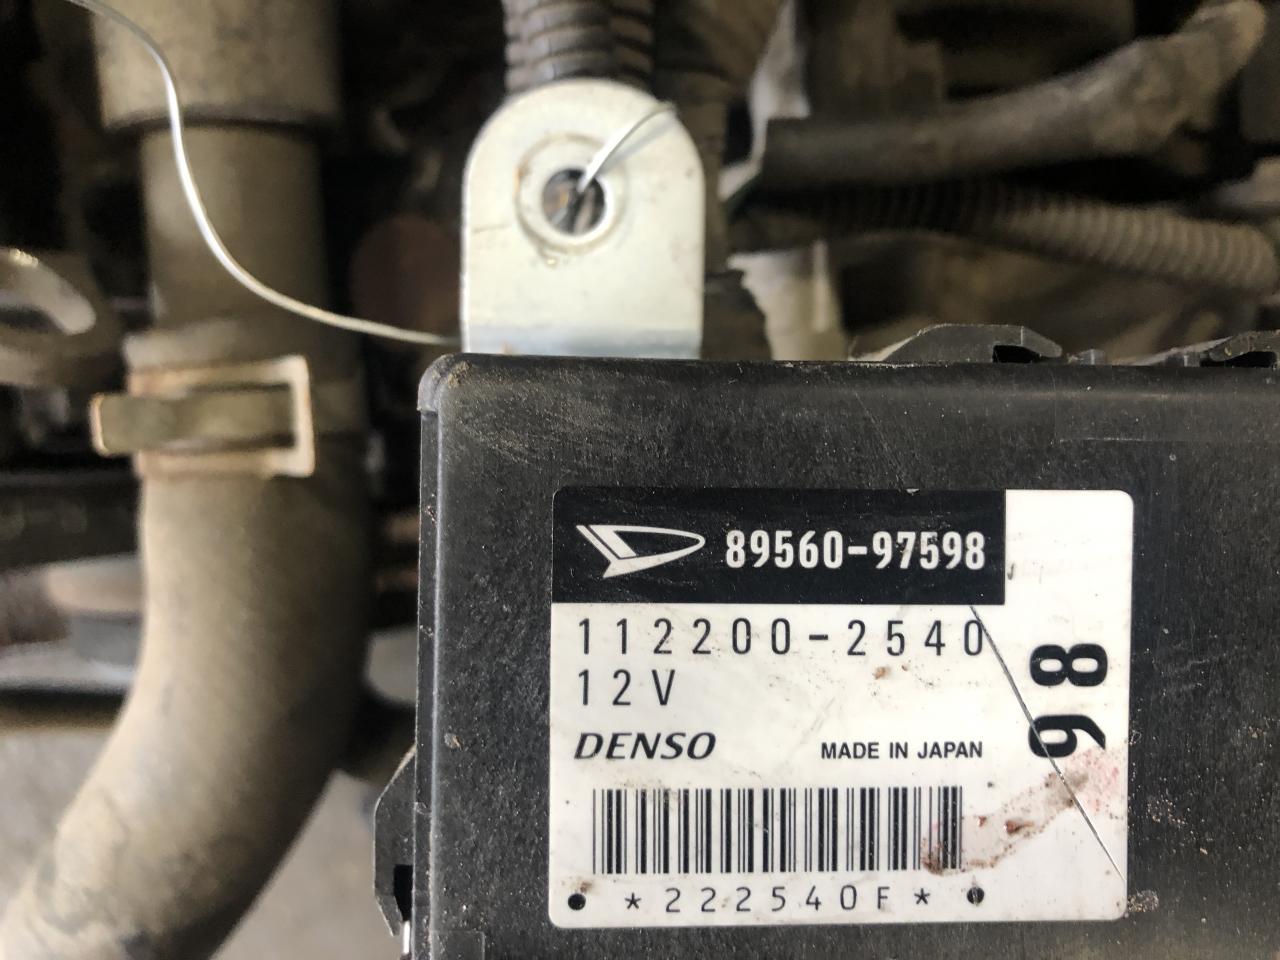 89560-97598
112200-2540
12V
DENSO MADE IN JAPAN
98
*222540F*